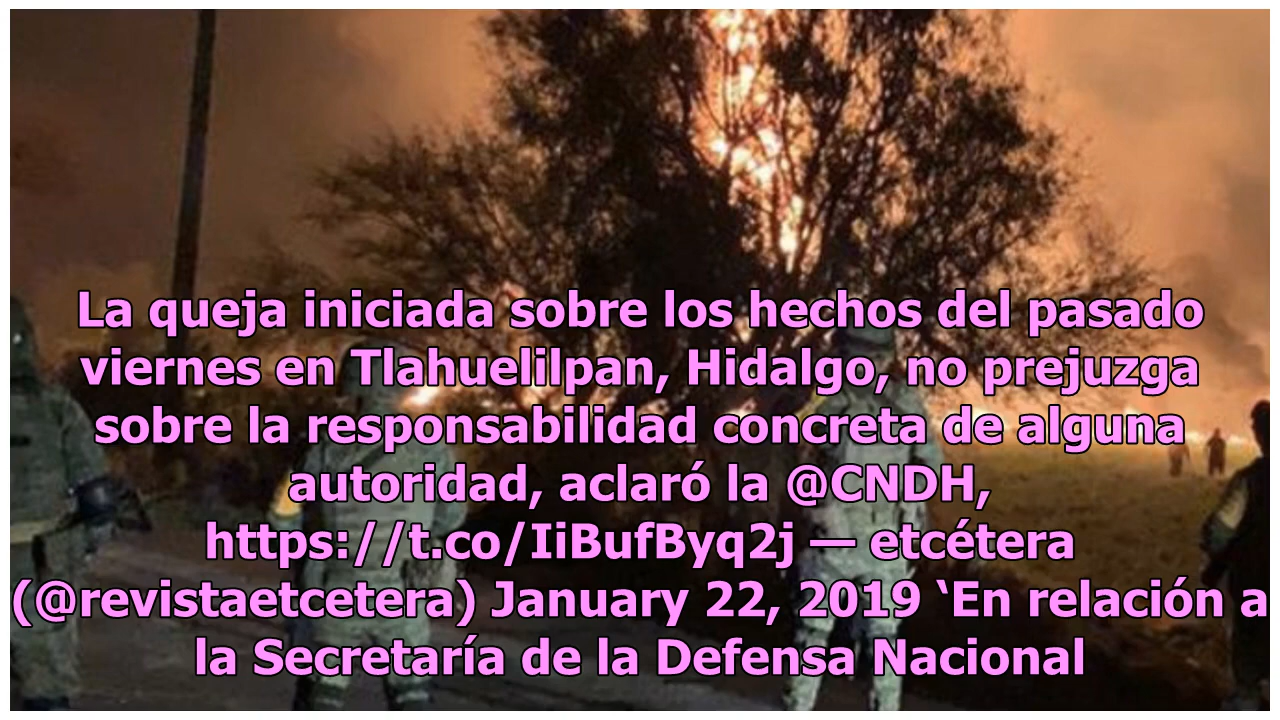 La queja iniciada sobre los hechos del pasado
viernes en Tlahuelilpan, Hidalgo, no prejuzga
sobre la responsabilidad concreta de alguna
autoridad, aclaró la @CNDH,
https://t.co/IiBufByq2j — etcétera
(@revistaetcetera) January 22, 2019 ‘En relación a
la Secretaría de la Defensa Nacional